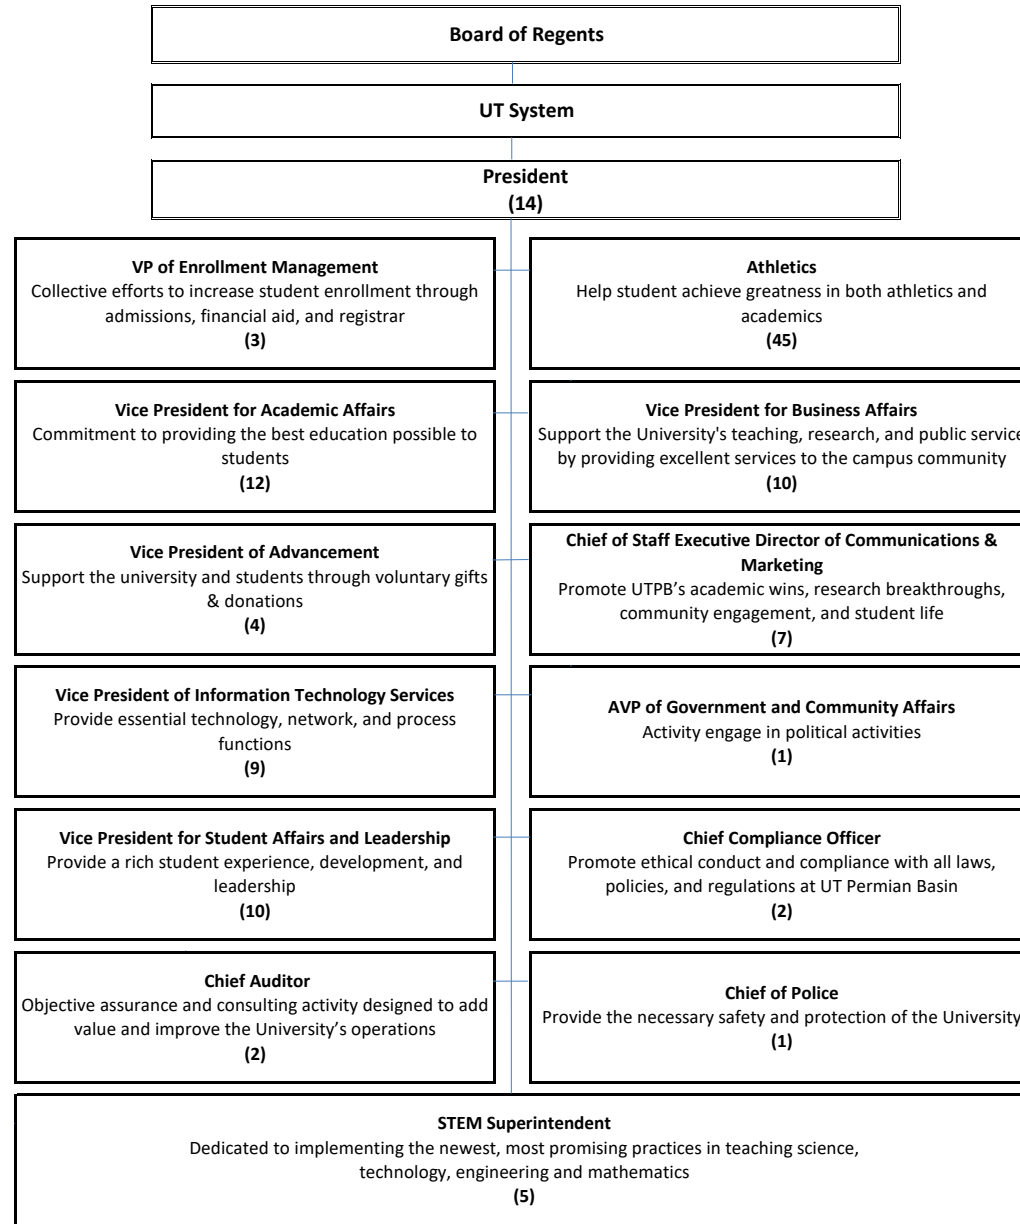 Board of Regents
UT System
President
(14)
VP of Enrollment Management
Collective efforts to increase student enrollment through
admissions, financial aid, and registrar
(3)
Athletics
Help student achieve greatness in both athletics and
academics
(45)
Vice President for Academic Affairs
Commitment to providing the best education possible to
students
(12)
Vice President for Business Affairs
Support the University's teaching, research, and public service
by providing excellent services to the campus community
(10)
Vice President of Advancement
Support the university and students through voluntary gifts
& donations
(4)
Chief of Staff Executive Director of Communications &
Marketing
Promote UTPB’s academic wins, research breakthroughs,
community engagement, and student life
(7)
Vice President of Information Technology Services
Provide essential technology, network, and process
functions
(9)
AVP of Government and Community Affairs
Activity engage in political activities
(1)
Vice President for Student Affairs and Leadership
Provide a rich student experience, development, and
leadership
(10)
Chief Compliance Officer
Promote ethical conduct and compliance with all laws,
policies, and regulations at UT Permian Basin
(2)
Chief Auditor
Objective assurance and consulting activity designed to add
value and improve the University’s operations
(2)
Chief of Police
Provide the necessary safety and protection of the University
(1)
STEM Superintendent
Dedicated to implementing the newest, most promising practices in teaching science,
technology, engineering and mathematics
(5)